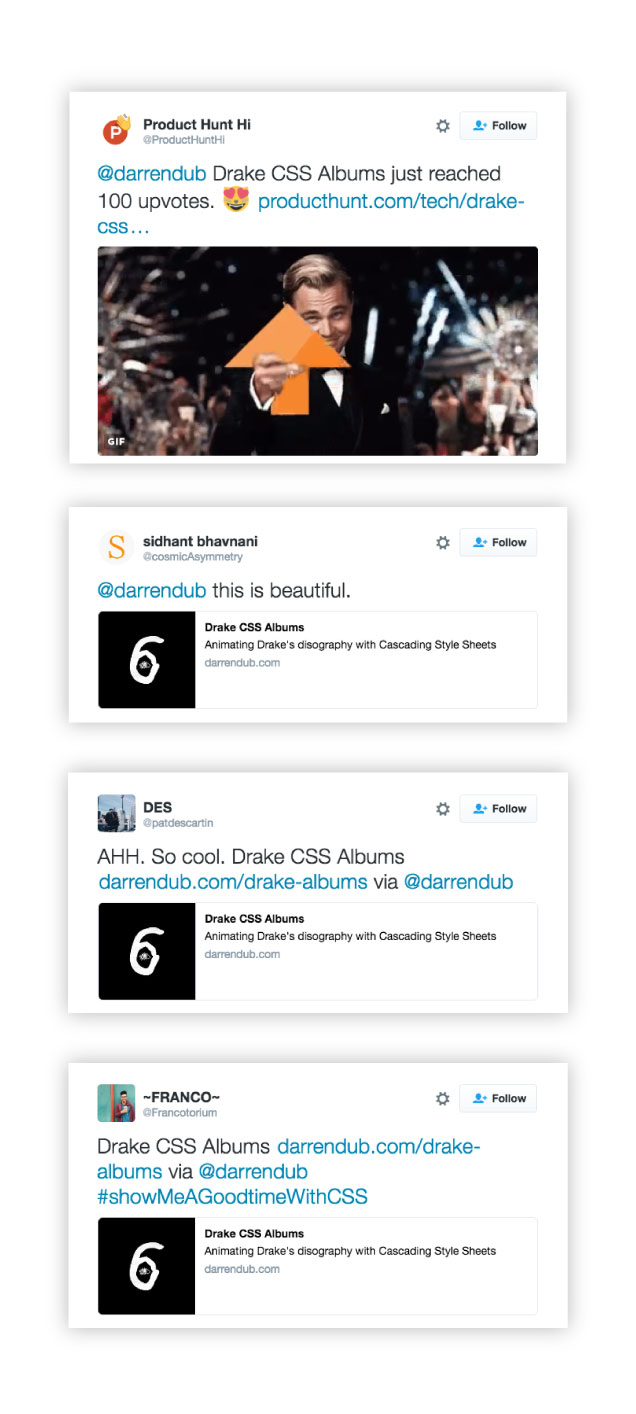 P
Product Hunt Hi
@ProductHuntHi
Follow
@darrendub Drake CSS Albums just reached
100 upvotes. 😻 producthunt.com/tech/drake-
css…
GIF
S
sidhant bhavnani
@cosmicAsymmetry
Follow
@darrendub this is beautiful.
6
Drake CSS Albums
Animating Drake's disography with Cascading Style Sheets
darrendub.com
DES
@patdescartin
Follow
AHH. So cool. Drake CSS Albums
darrendub.com/drake-albums via @darrendub
6
Drake CSS Albums
Animating Drake's disography with Cascading Style Sheets
darrendub.com
~FRANCO~
@Francotorium
Follow
Drake CSS Albums darrendub.com/drake-
albums via @darrendub
#showMeAGoodtimeWithCSS
6
Drake CSS Albums
Animating Drake's disography with Cascading Style Sheets
darrendub.com